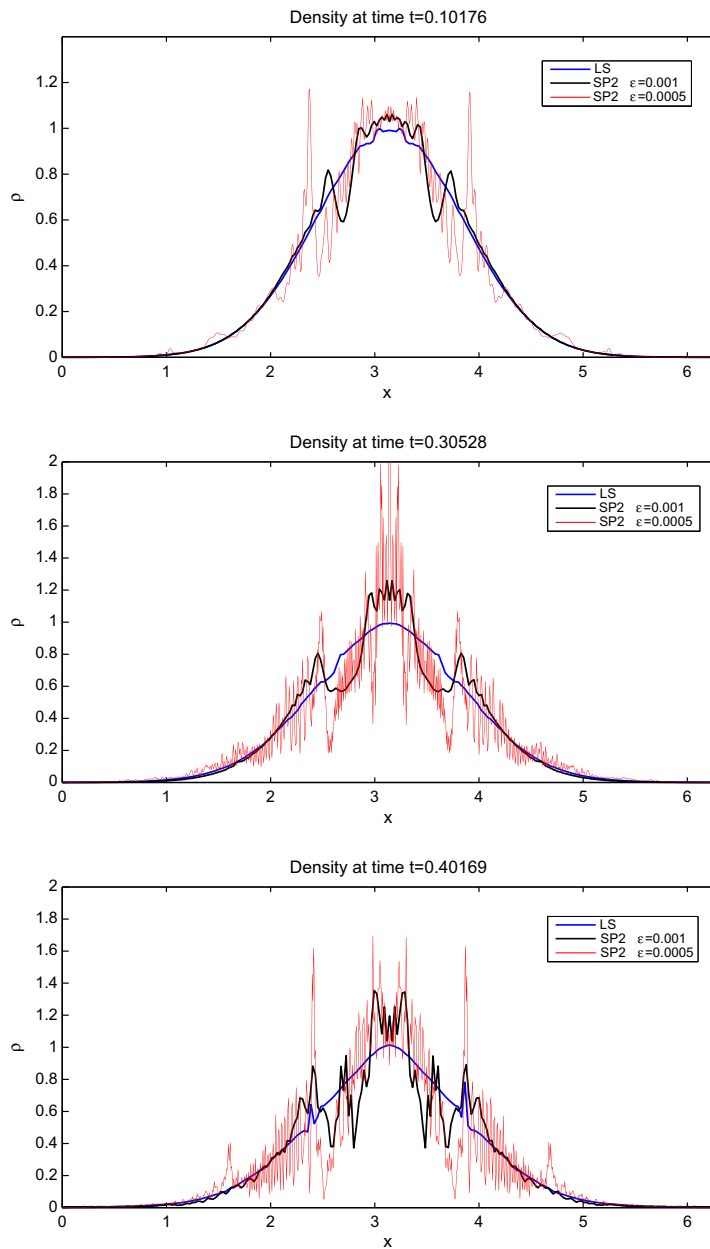 Density at time t=0.10176
1.2
1
0.8
0.6
0.4
0.2
0
ρ
LS
SP2 ε=0.001
SP2 ε=0.0005
0 1 2 3 4 5 6
x
Density at time t=0.30528
2
1.8
1.6
1.4
1.2
1
0.8
0.6
0.4
0.2
0
ρ
LS
SP2 ε=0.001
SP2 ε=0.0005
0 1 2 3 4 5 6
x
Density at time t=0.40169
2
1.8
1.6
1.4
1.2
1
0.8
0.6
0.4
0.2
0
ρ
LS
SP2 ε=0.001
SP2 ε=0.0005
0 1 2 3 4 5 6
x